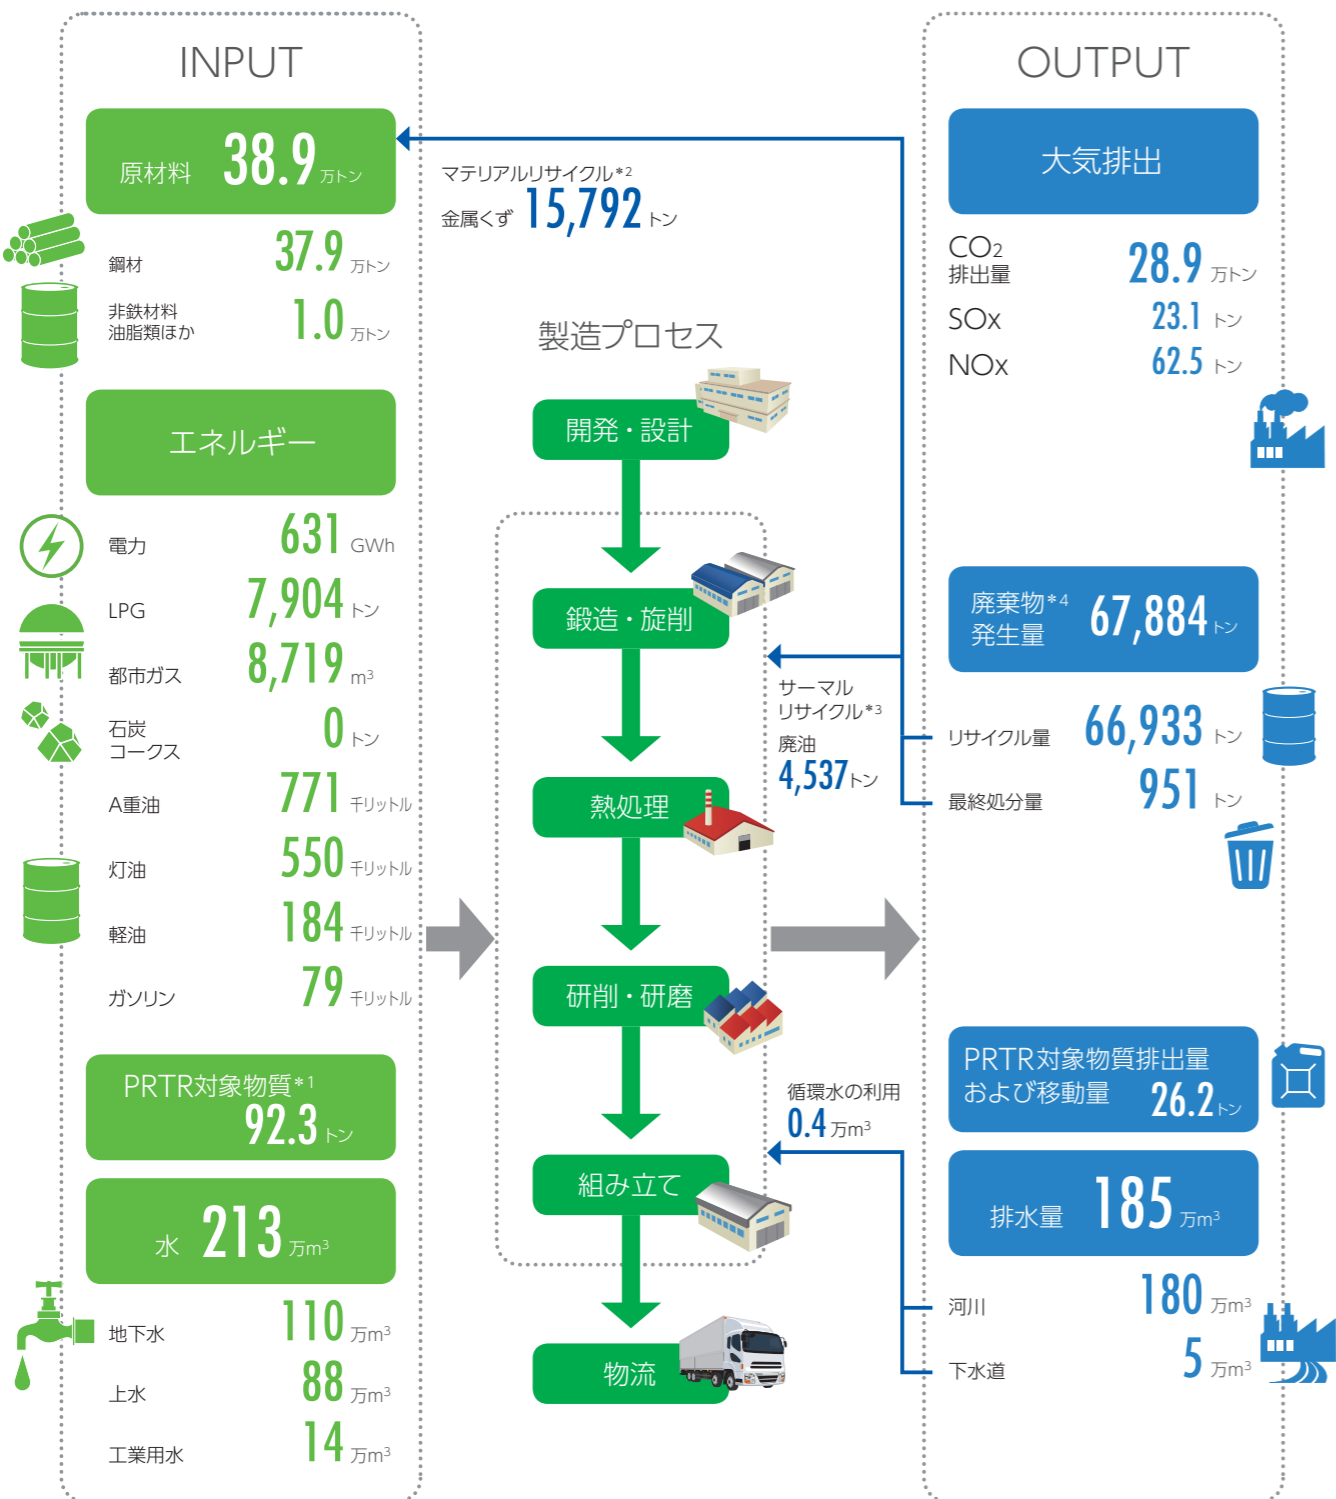 INPUT
原材料 38.9 万トン
鋼材 37.9 万トン
非鉄材料
油脂類ほか 1.0 万トン
エネルギー
電力 631 GWh
LPG 7,904 トン
都市ガス 8,719 m³
石炭
コークス 0 トン
A重油 771 千リットル
灯油 550 千リットル
軽油 184 千リットル
ガソリン 79 千リットル
PRTR対象物質*1
92.3 トン
水 213 万m³
地下水 110 万m³
上水 88 万m³
工業用水 14 万m³
マテリアルリサイクル*2
金属くず 15,792 トン
製造プロセス
開発・設計
鍛造・旋削
熱処理
研削・研磨
組み立て
物流
サーマル
リサイクル*3
廃油
4,537トン
循環水の利用
0.4 万m³
OUTPUT
大気排出
CO2
排出量 28.9 万トン
SOx 23.1 トン
NOx 62.5 トン
廃棄物*4
発生量 67,884 トン
リサイクル量 66,933 トン
最終処分量 951 トン
PRTR対象物質排出量
および移動量 26.2 トン
排水量 185 万m³
河川 180 万m³
下水道 5 万m³